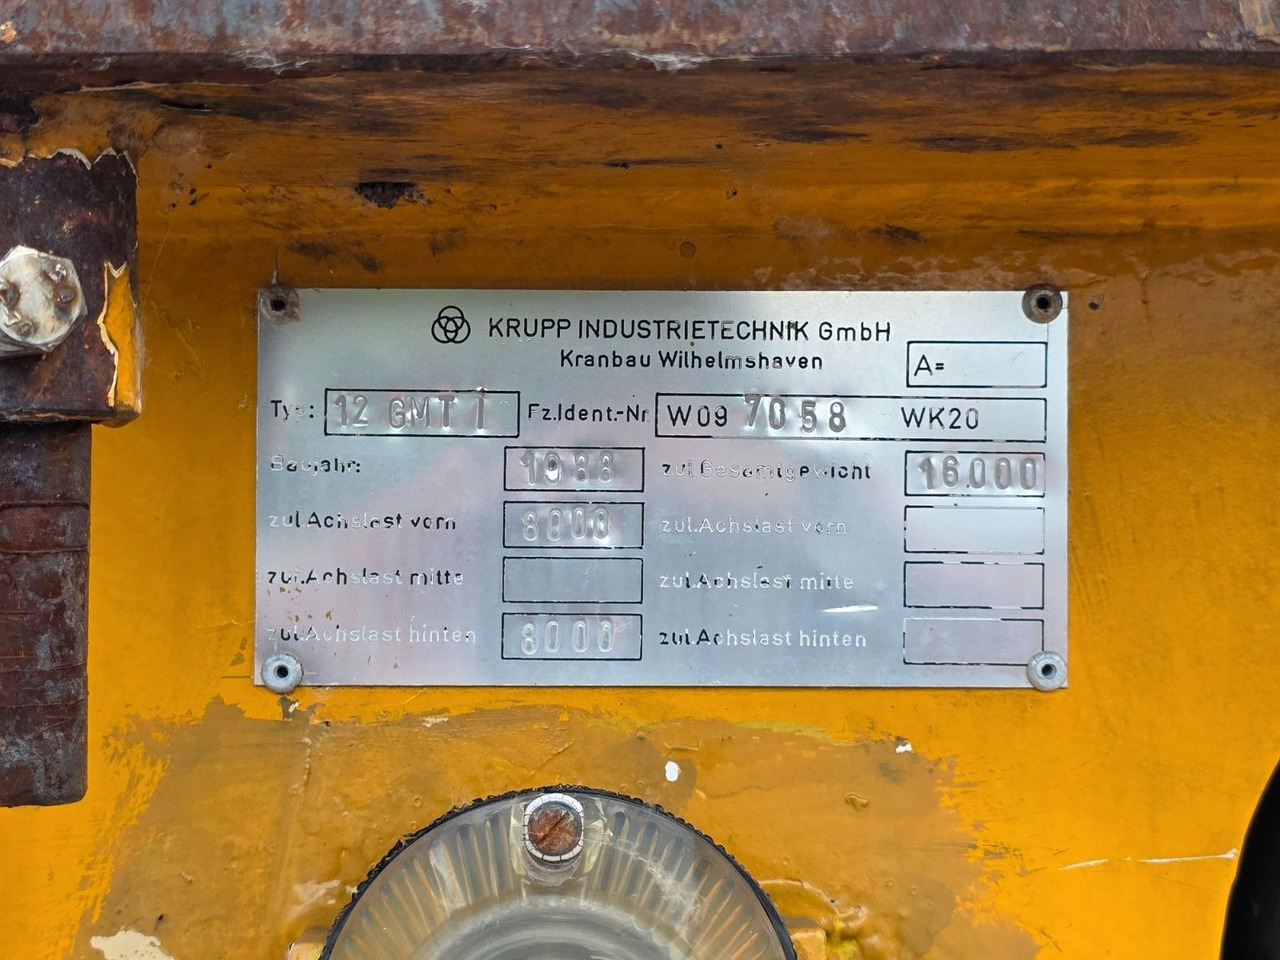 KRUPP INDUSTRIETECHNIK GmbH
Kranbau Wilhelmshaven
A=
Typ: 12 GMT 1 Fz.Ident.-Nr W09 7058 WK20
Baujahr: 1988 zul.Gesamtgewicht 16.000
zul.Achslast vorn 8000 zul.Achslast vorn
zul.Achslast mitte zul.Achslast mitte
zul.Achslast hinten 8000 zul.Achslast hinten